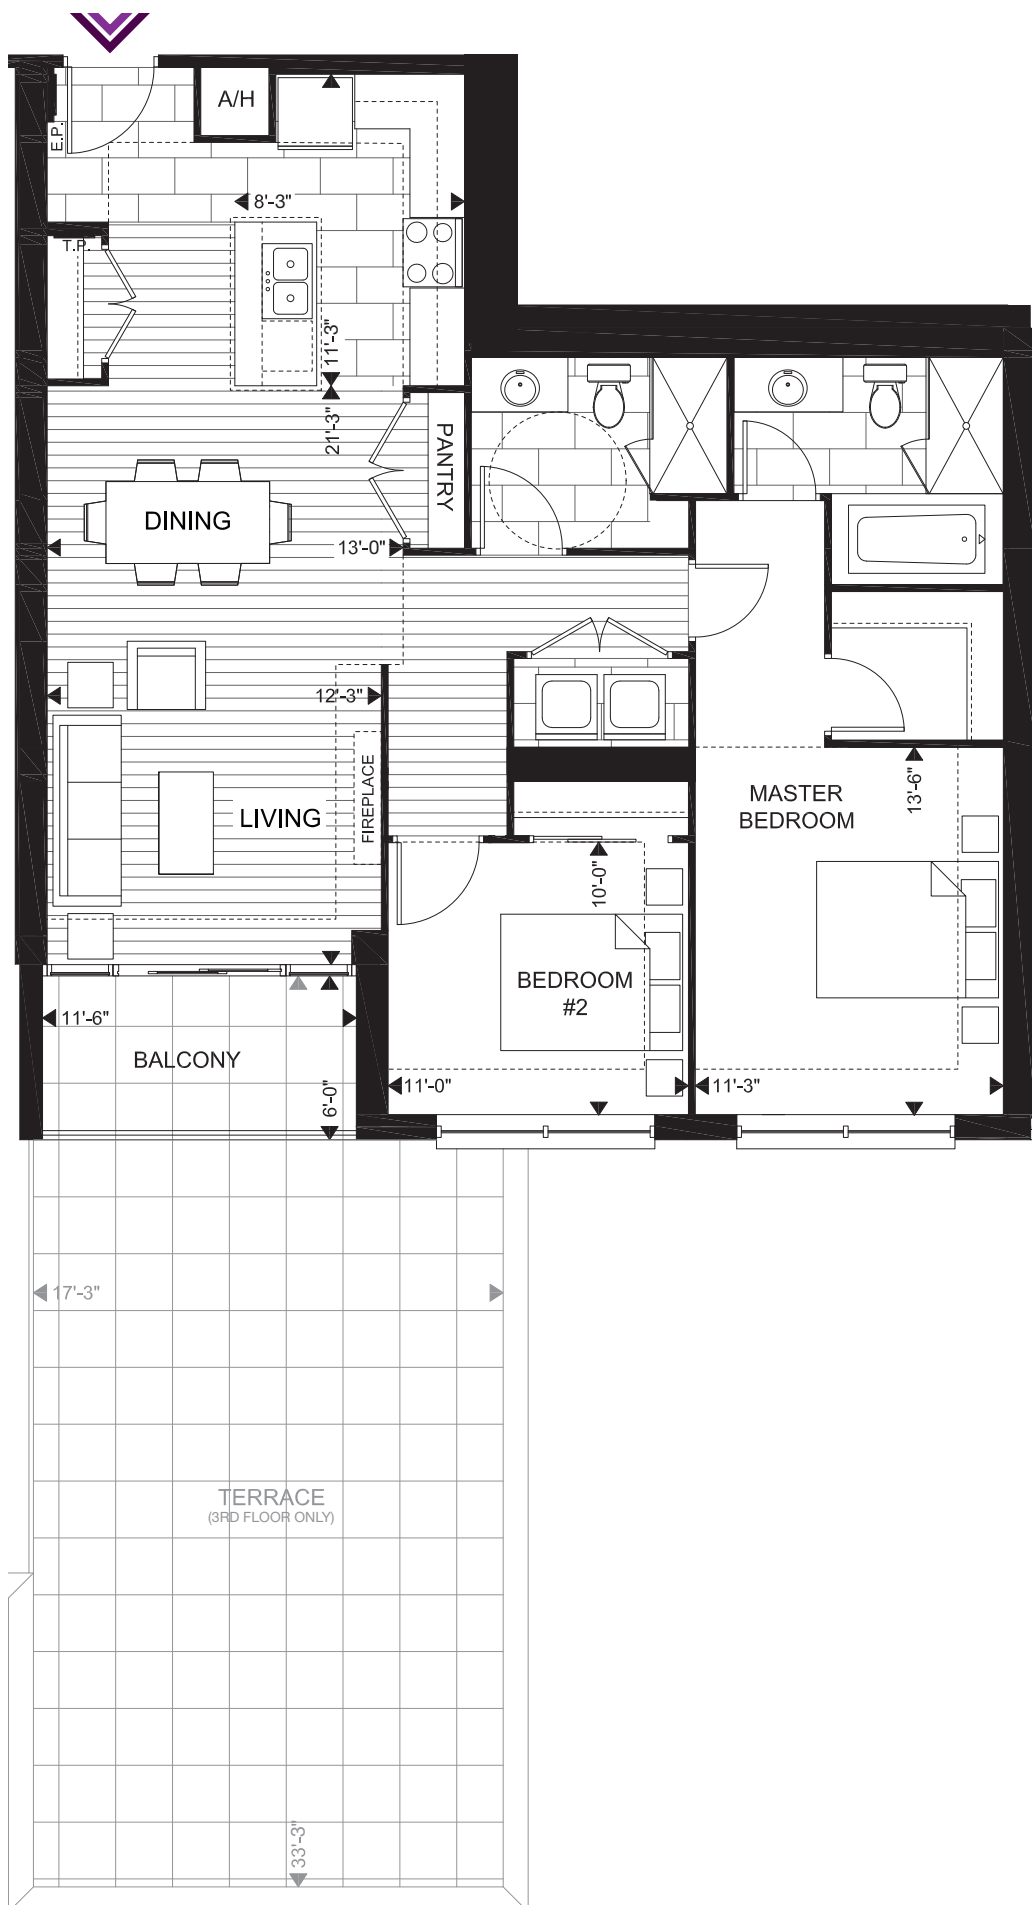 A/H
E.P.
8'-3"
T.P.
11'-3"
21'-3"
PANTRY
DINING
13'-0"
12'-3"
FIREPLACE
LIVING
MASTER
BEDROOM
13'-6"
10'-0"
BEDROOM
#2
11'-6"
BALCONY
6'-0"
11'-0"
11'-3"
17'-3"
TERRACE
(3RD FLOOR ONLY)
33'-3"